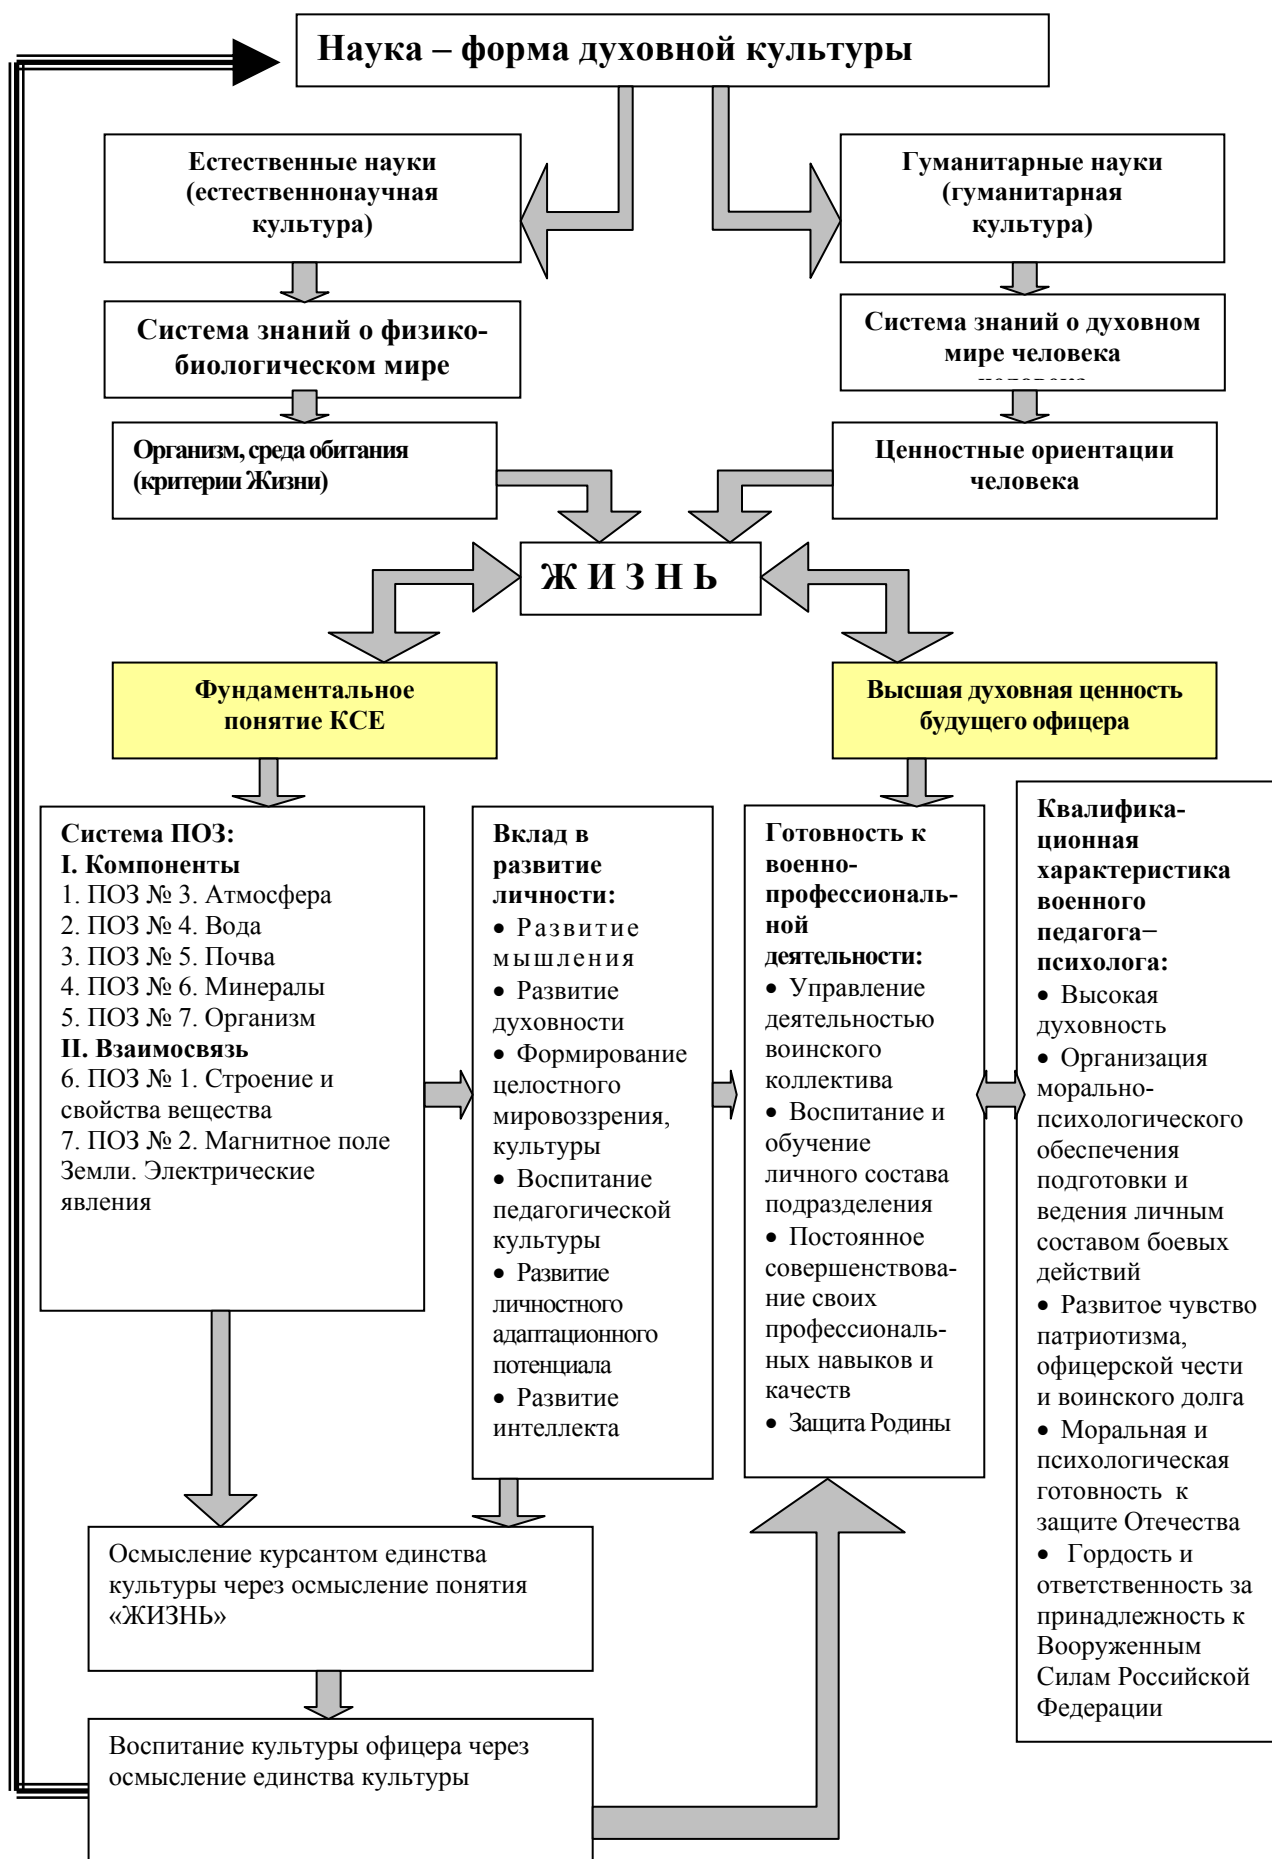 Наука – форма духовной культуры
Естественные науки
(естественнонаучная
культура)
Гуманитарные науки
(гуманитарная
культура)
Система знаний о физико-
биологическом мире
Система знаний о духовном
мире человека
человека
Организм, среда обитания
(критерии Жизни)
Ценностные ориентации
человека
Ж И З Н Ь
Фундаментальное
понятие КСЕ
Высшая духовная ценность
будущего офицера
Система ПОЗ:
I. Компоненты
1. ПОЗ № 3. Атмосфера
2. ПОЗ № 4. Вода
3. ПОЗ № 5. Почва
4. ПОЗ № 6. Минералы
5. ПОЗ № 7. Организм
II. Взаимосвязь
6. ПОЗ № 1. Строение и
свойства вещества
7. ПОЗ № 2. Магнитное поле
Земли. Электрические
явления
Вклад в
развитие
личности:
• Развитие
мышления
• Развитие
духовности
• Формирование
целостного
мировоззрения,
культуры
• Воспитание
педагогической
культуры
• Развитие
личностного
адаптационного
потенциала
• Развитие
интеллекта
Готовность к
военно-
профессиональ-
ной
деятельности:
• Управление
деятельностью
воинского
коллектива
• Воспитание и
обучение
личного состава
подразделения
• Постоянное
совершенствова-
ние своих
профессиональ-
ных навыков и
качеств
• Защита Родины
Квалифика-
ционная
характеристика
военного
педагога–
психолога:
• Высокая
духовность
• Организация
морально-
психологического
обеспечения
подготовки и
ведения личным
составом боевых
действий
• Развитое чувство
патриотизма,
офицерской чести
и воинского долга
• Моральная и
психологическая
готовность к
защите Отечества
• Гордость и
ответственность за
принадлежность к
Вооруженным
Силам Российской
Федерации
Осмысление курсантом единства
культуры через осмысление понятия
«ЖИЗНЬ»
Воспитание культуры офицера через
осмысление единства культуры